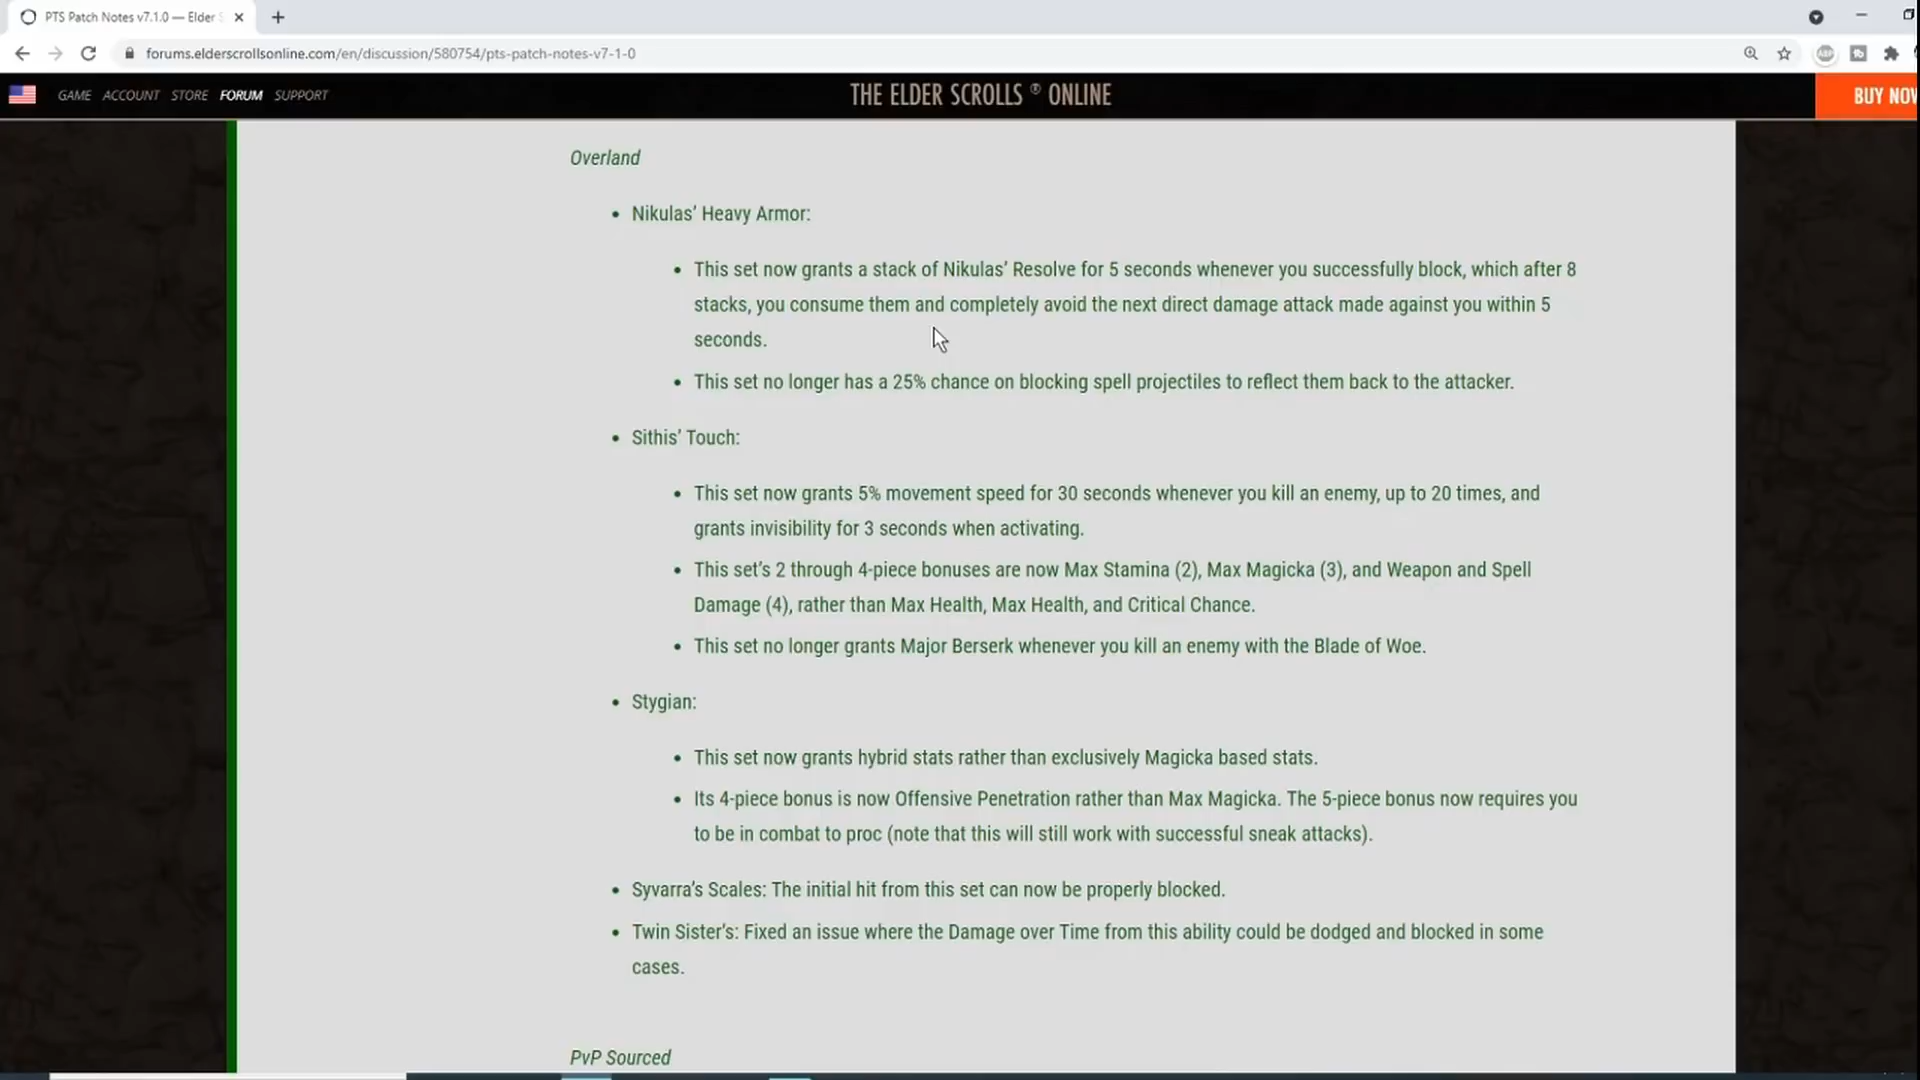 PTS Patch Notes v7.1.0 — Elder S
forums.elderscrollsonline.com/en/discussion/580754/pts-patch-notes-v7-1-0
ABP
GAME ACCOUNT STORE FORUM SUPPORT
THE ELDER SCROLLS ® ONLINE
BUY NOW
Overland
• Nikulas’ Heavy Armor:
• This set now grants a stack of Nikulas’ Resolve for 5 seconds whenever you successfully block, which after 8
stacks, you consume them and completely avoid the next direct damage attack made against you within 5
seconds.
• This set no longer has a 25% chance on blocking spell projectiles to reflect them back to the attacker.
• Sithis’ Touch:
• This set now grants 5% movement speed for 30 seconds whenever you kill an enemy, up to 20 times, and
grants invisibility for 3 seconds when activating.
• This set’s 2 through 4-piece bonuses are now Max Stamina (2), Max Magicka (3), and Weapon and Spell
Damage (4), rather than Max Health, Max Health, and Critical Chance.
• This set no longer grants Major Berserk whenever you kill an enemy with the Blade of Woe.
• Stygian:
• This set now grants hybrid stats rather than exclusively Magicka based stats.
• Its 4-piece bonus is now Offensive Penetration rather than Max Magicka. The 5-piece bonus now requires you
to be in combat to proc (note that this will still work with successful sneak attacks).
• Syvarra’s Scales: The initial hit from this set can now be properly blocked.
• Twin Sister’s: Fixed an issue where the Damage over Time from this ability could be dodged and blocked in some
cases.
PvP Sourced